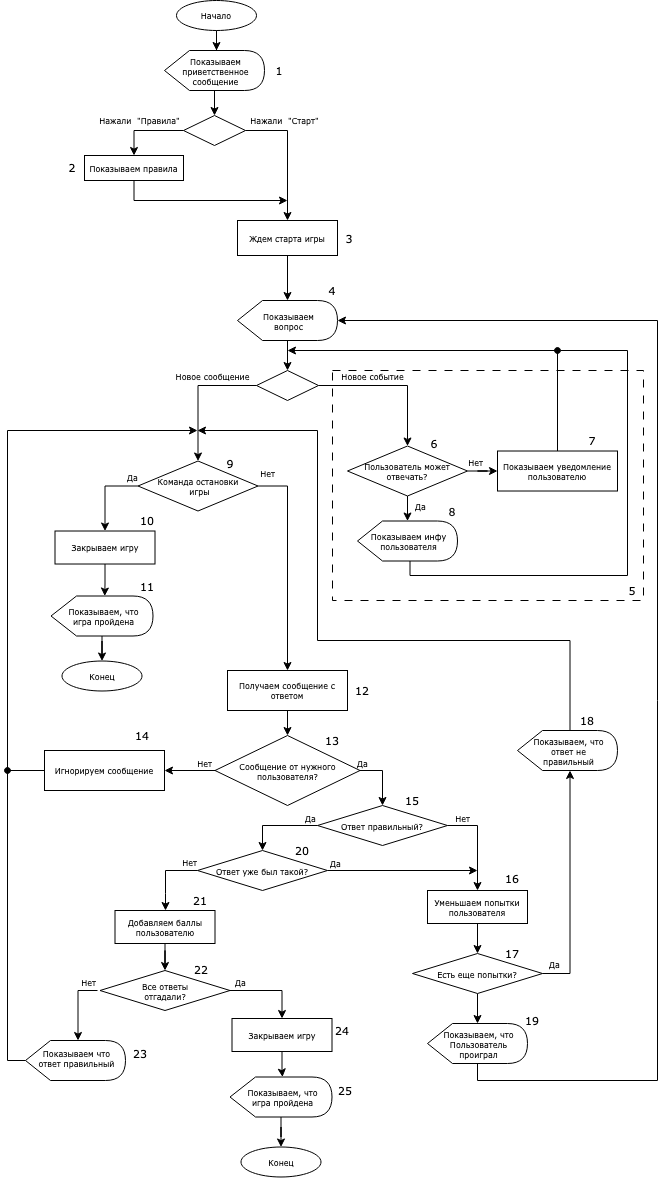 Начало
Показываем
приветственное
сообщение
1
Нажали "Правила"
Нажали "Старт"
2
Показываем правила
Ждем старта игры
3
4
Показываем
вопрос
Новое сообщение
Новое событие
6
Пользователь может
отвечать?
Нет
7
Показываем уведомление
пользователю
Да
8
Показываем инфу
пользователя
5
9
Команда остановки
игры
Да
Нет
10
Закрываем игру
11
Показываем, что
игра пройдена
Конец
Получаем сообщение с
ответом
12
13
Сообщение от нужного
пользователя?
Нет
Да
14
Игнорируем сообщение
18
Показываем, что
ответ не
правильный
15
Ответ правильный?
Да
Нет
20
Ответ уже был такой?
Нет
Да
16
Уменьшаем попытки
пользователя
21
Добавляем баллы
пользователю
17
Есть еще попытки?
Да
22
Все ответы
отгадали?
Нет
Да
19
Показываем, что
Пользователь
проиграл
23
Показываем что
ответ правильный
24
Закрываем игру
25
Показываем, что
игра пройдена
Конец